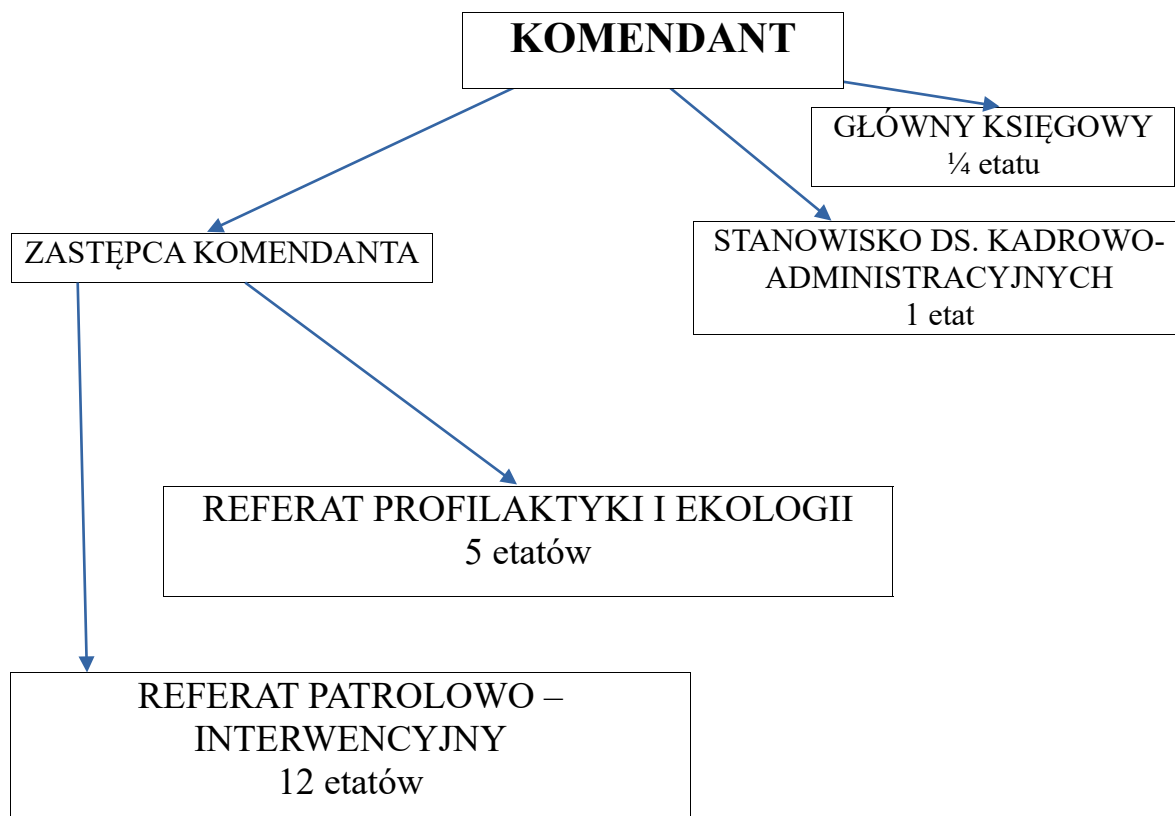 KOMENDANT
GŁÓWNY KSIĘGOWY
¼ etatu
STANOWISKO DS. KADROWO-
ADMINISTRACYJNYCH
1 etat
ZASTĘPCA KOMENDANTA
REFERAT PROFILAKTYKI I EKOLOGII
5 etatów
REFERAT PATROLOWO –
INTERWENCYJNY
12 etatów